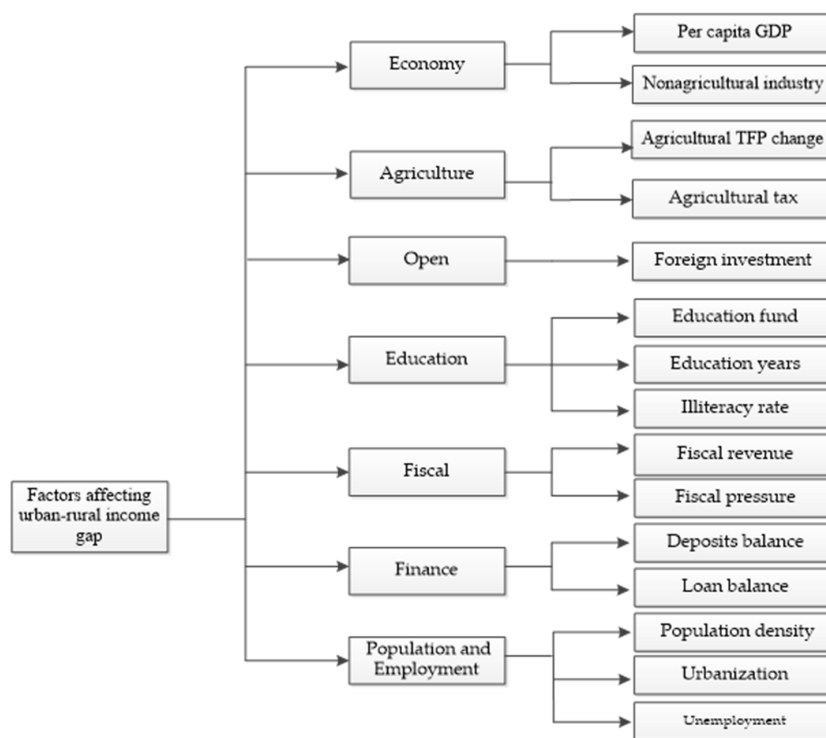 Factors affecting
urban-rural income
gap
Economy
Per capita GDP
Nonagricultural industry
Agriculture
Agricultural TFP change
Agricultural tax
Open
Foreign investment
Education
Education fund
Education years
Illiteracy rate
Fiscal
Fiscal revenue
Fiscal pressure
Finance
Deposits balance
Loan balance
Population and
Employment
Population density
Urbanization
Unemployment